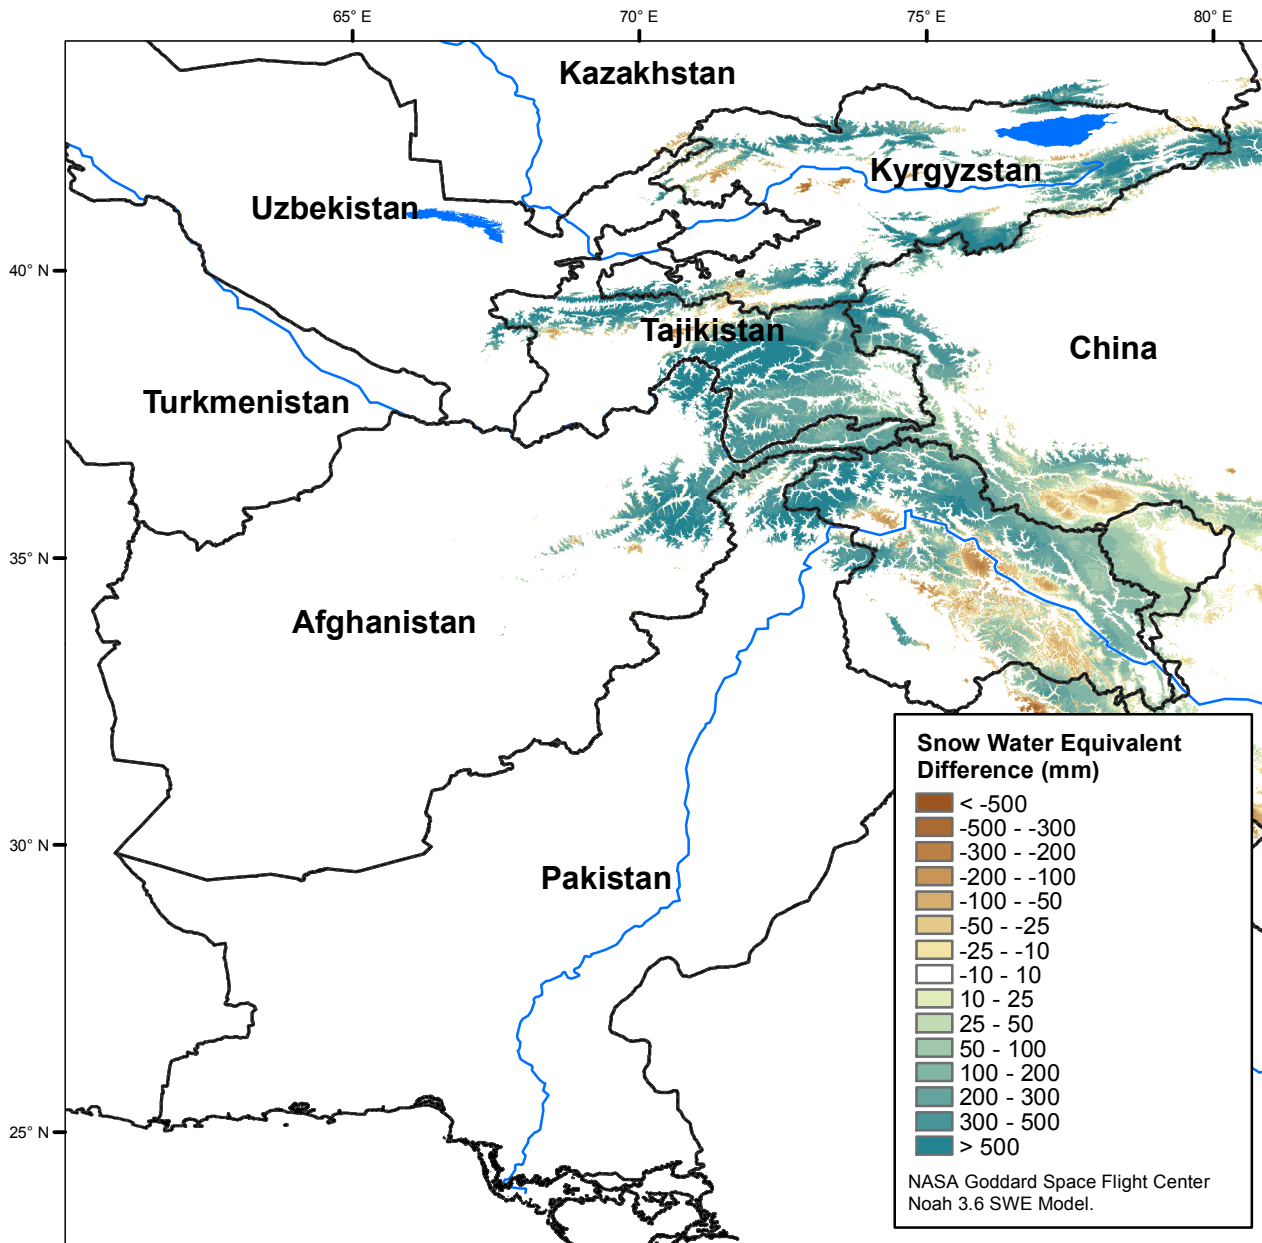 65° E
70° E
75° E
80° E
Kazakhstan
Kyrgyzstan
Uzbekistan
40° N
Tajikistan
China
Turkmenistan
35° N
Afghanistan
30° N
Pakistan
25° N
Snow Water Equivalent
Difference (mm)
< -500
-500 - -300
-300 - -200
-200 - -100
-100 - -50
-50 - -25
-25 - -10
-10 - 10
10 - 25
25 - 50
50 - 100
100 - 200
200 - 300
300 - 500
> 500
NASA Goddard Space Flight Center
Noah 3.6 SWE Model.